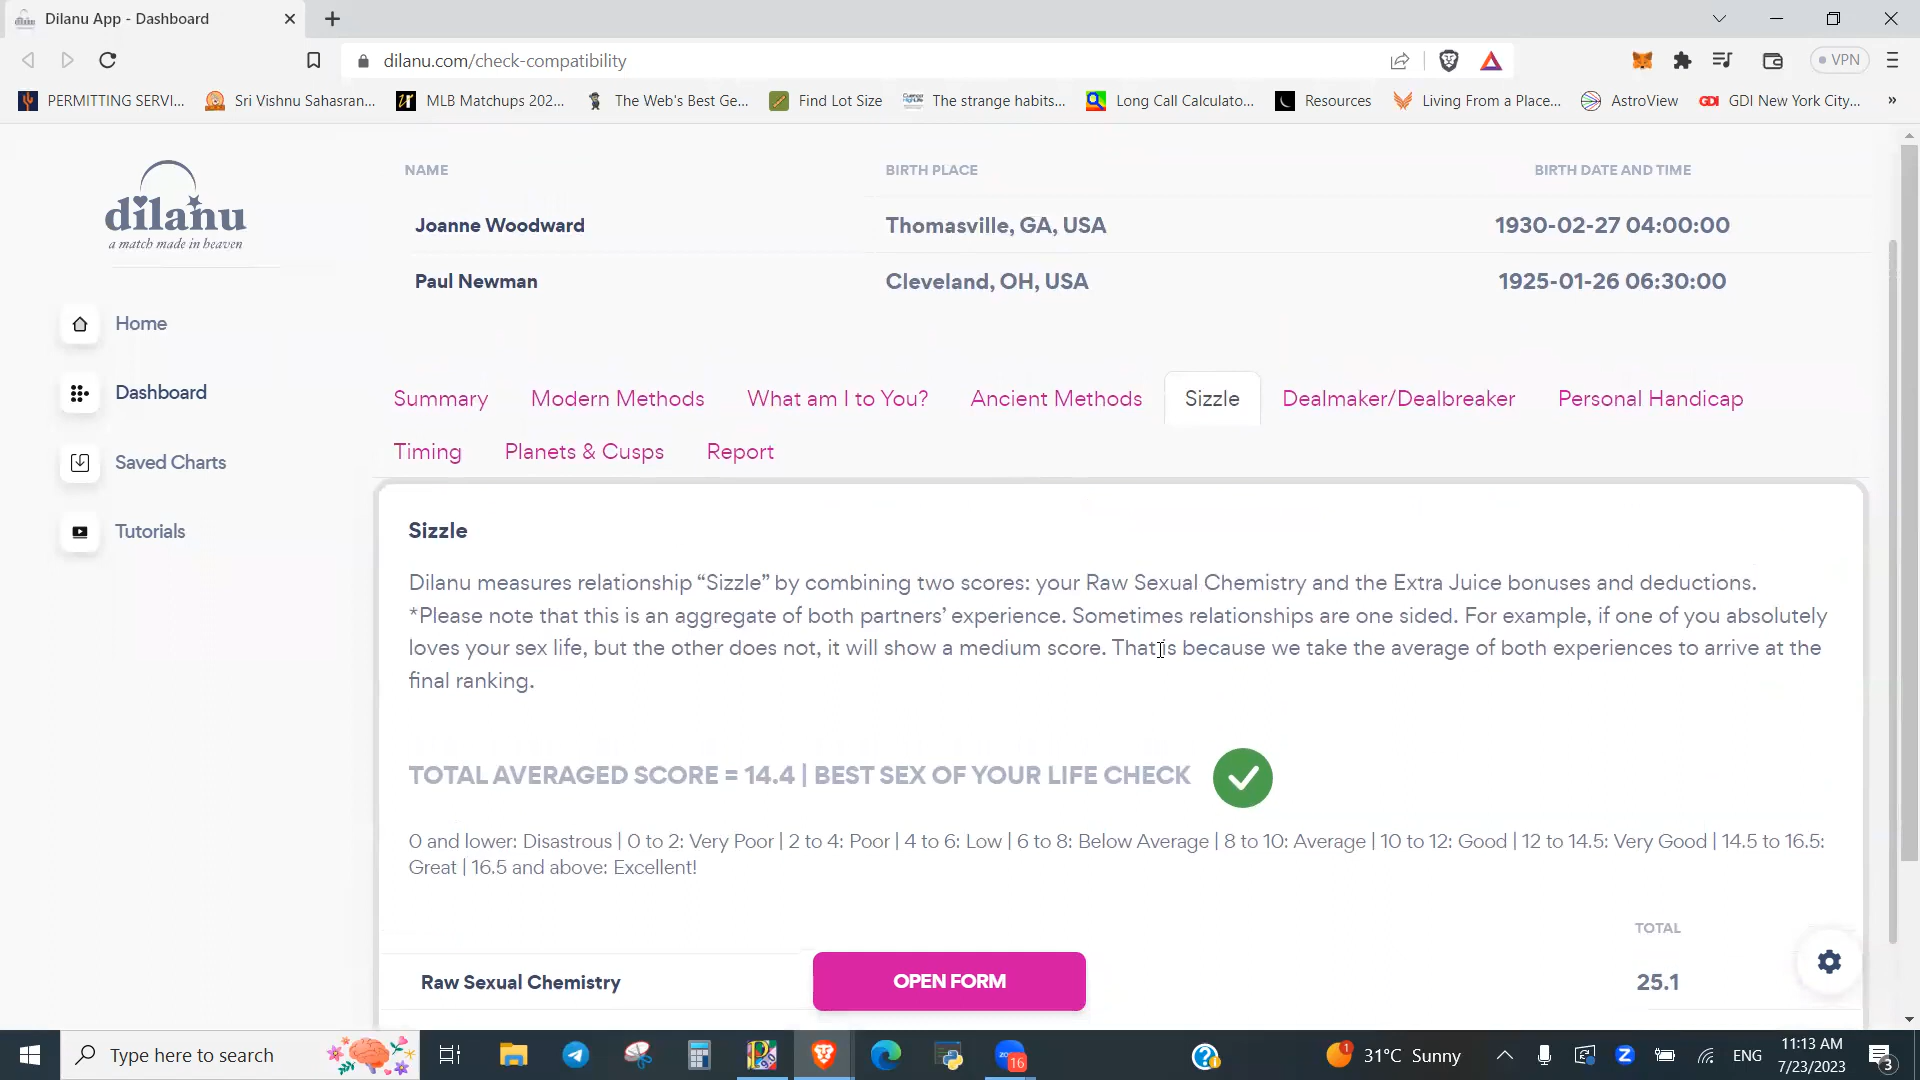 Dilanu App - Dashboard
dilanu.com/check-compatibility
VPN
PERMITTING SERVI...
Sri Vishnu Sahasran...
MLB Matchups 202...
The Web's Best Ge...
Find Lot Size
The strange habits...
Long Call Calculato...
Resources
Living From a Place...
AstroView
GDI New York City...
»
dilanu
a match made in heaven
Home
Dashboard
Saved Charts
Tutorials
NAME BIRTH PLACE BIRTH DATE AND TIME
Joanne Woodward Thomasville, GA, USA 1930-02-27 04:00:00
Paul Newman Cleveland, OH, USA 1925-01-26 06:30:00
Summary Modern Methods What am I to You? Ancient Methods Sizzle Dealmaker/Dealbreaker Personal Handicap
Timing Planets & Cusps Report
Sizzle
Dilanu measures relationship “Sizzle” by combining two scores: your Raw Sexual Chemistry and the Extra Juice bonuses and deductions.
*Please note that this is an aggregate of both partners’ experience. Sometimes relationships are one sided. For example, if one of you absolutely
loves your sex life, but the other does not, it will show a medium score. That is because we take the average of both experiences to arrive at the
final ranking.
TOTAL AVERAGED SCORE = 14.4 | BEST SEX OF YOUR LIFE CHECK
0 and lower: Disastrous | 0 to 2: Very Poor | 2 to 4: Poor | 4 to 6: Low | 6 to 8: Below Average | 8 to 10: Average | 10 to 12: Good | 12 to 14.5: Very Good | 14.5 to 16.5:
Great | 16.5 and above: Excellent!
TOTAL
Raw Sexual Chemistry OPEN FORM 25.1
Type here to search
16
31°C Sunny
ENG
11:13 AM
7/23/2023
3